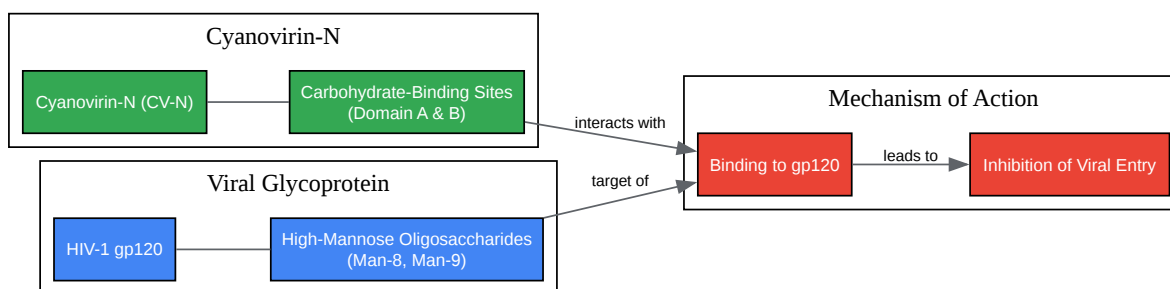 Cyanovirin-N
Cyanovirin-N (CV-N)
Carbohydrate-Binding Sites
(Domain A & B)
interacts with
Viral Glycoprotein
HIV-1 gp120
High-Mannose Oligosaccharides
(Man-8, Man-9)
target of
Mechanism of Action
Binding to gp120
leads to
Inhibition of Viral Entry